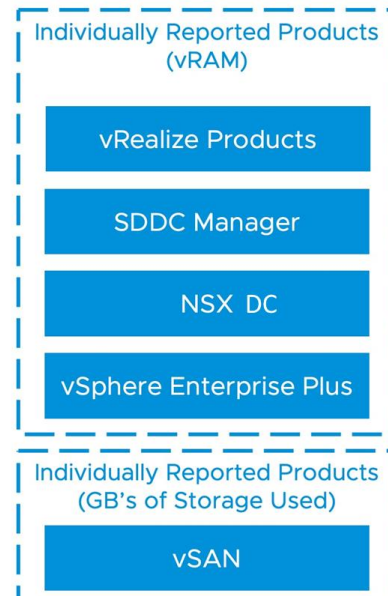 Individually Reported Products
(vRAM)
vRealize Products
SDDC Manager
NSX DC
vSphere Enterprise Plus
Individually Reported Products
(GB's of Storage Used)
vSAN